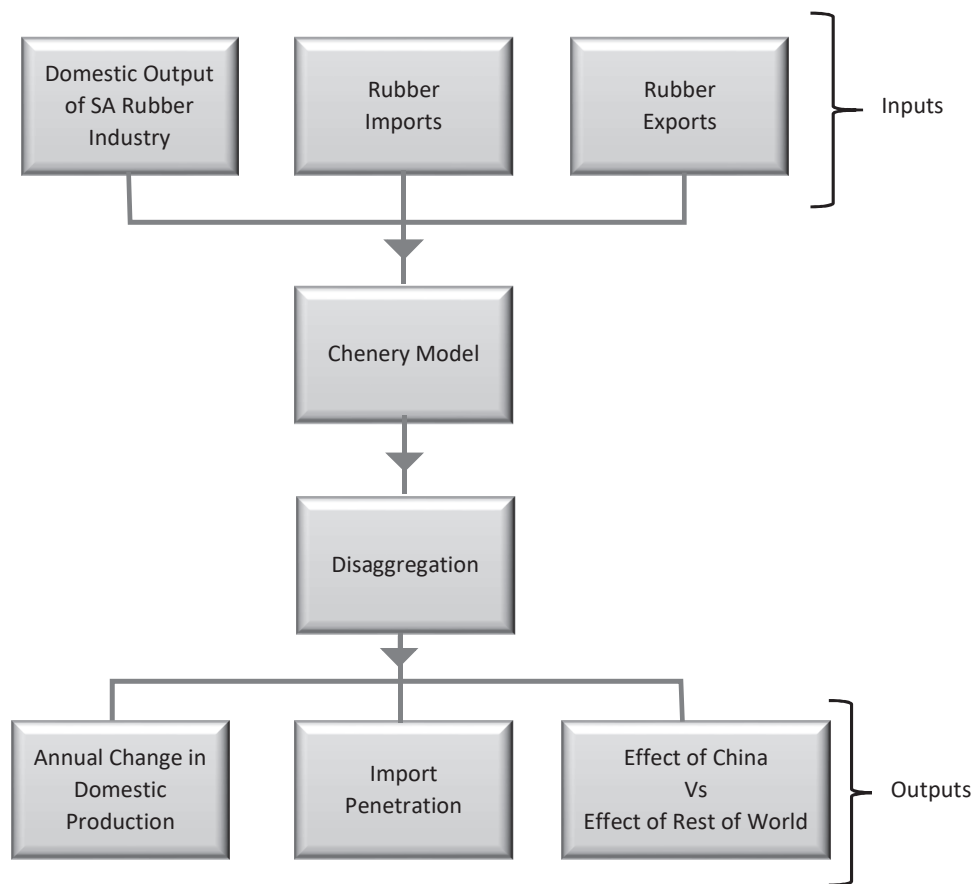 Domestic Output
of SA Rubber
Industry
Rubber
Imports
Rubber
Exports
Inputs
Chenery Model
Disaggregation
Annual Change in
Domestic
Production
Import
Penetration
Effect of China
Vs
Effect of Rest of World
Outputs